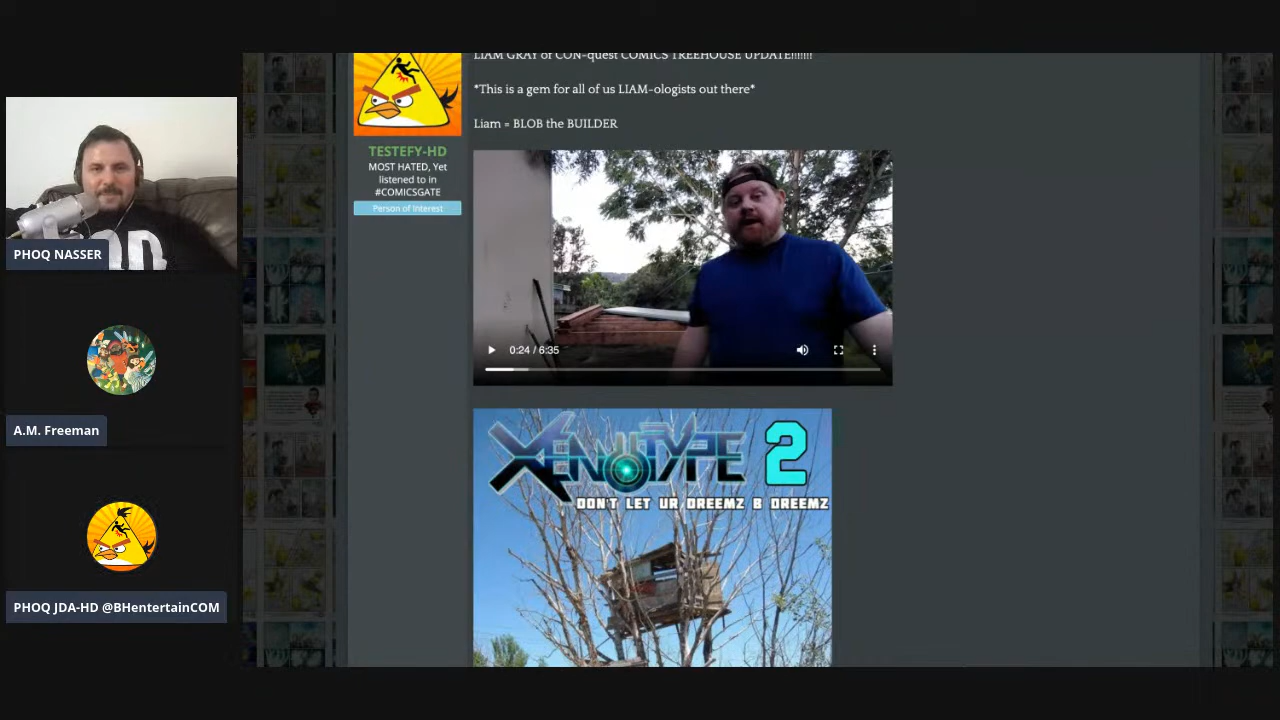 LIAM GRAY of CON-quest COMICS TREEHOUSE UPDATE!!!!!!!
*This is a gem for all of us LIAM-ologists out there*
Liam = BLOB the BUILDER
TESTEFY-HD
MOST HATED, Yet
listened to in
#COMICSGATE
Person of Interest
PHOQ NASSER
0:24 / 6:35
A.M. Freeman
XENOTYPE 2
DON'T LET UR DREEMZ B DREEMZ
PHOQ JDA-HD @BHentertainCOM